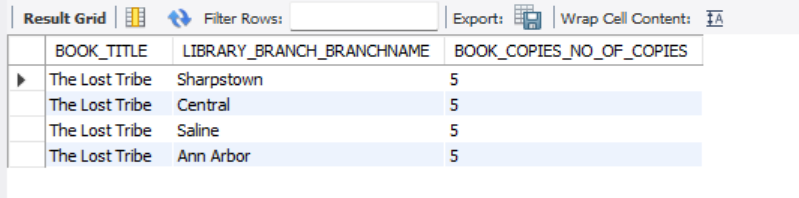 Result Grid Filter Rows: Export: Wrap Cell Content: IA
BOOK_TITLE LIBRARY_BRANCH_BRANCHNAME BOOK_COPIES_NO_OF_COPIES
The Lost Tribe Sharpstown 5
The Lost Tribe Central 5
The Lost Tribe Saline 5
The Lost Tribe Ann Arbor 5